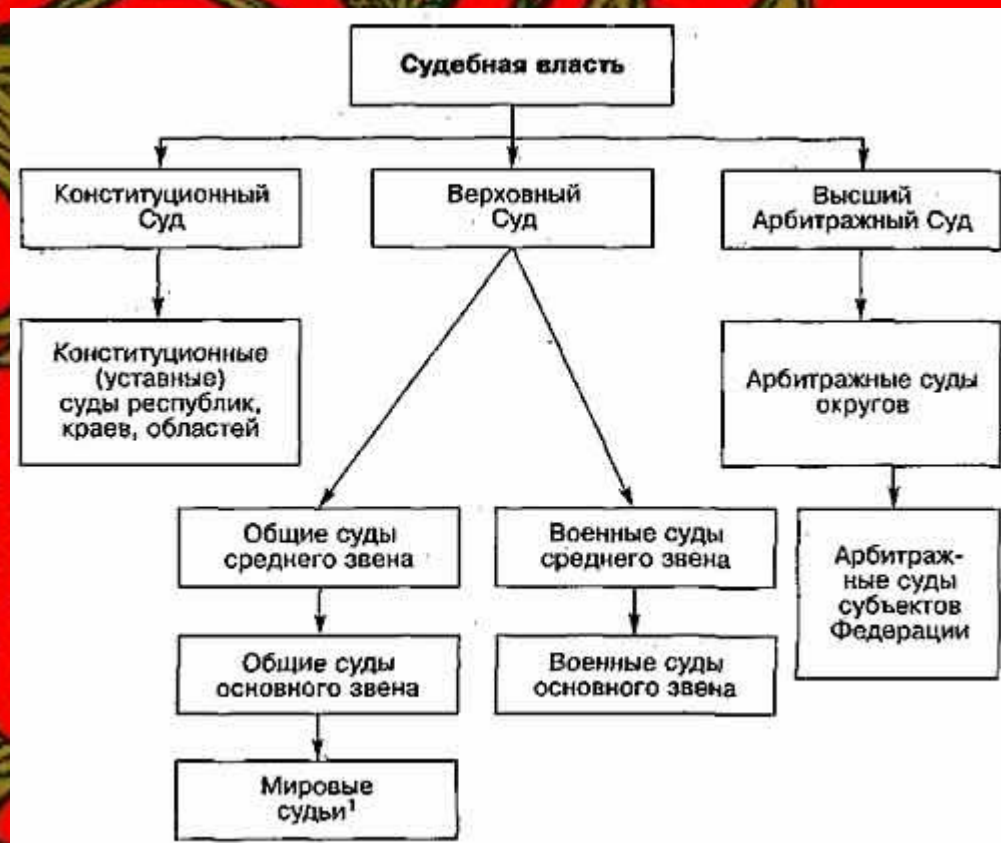 Судебная власть
Конституционный
Суд
Верховный
Суд
Высший
Арбитражный Суд
Конституционные
(уставные)
суды республик,
краев, областей
Арбитражные суды
округов
Общие суды
среднего звена
Военные суды
среднего звена
Арбитраж-
ные суды
субъектов
Федерации
Общие суды
основного звена
Военные суды
основного звена
Мировые
судьи¹